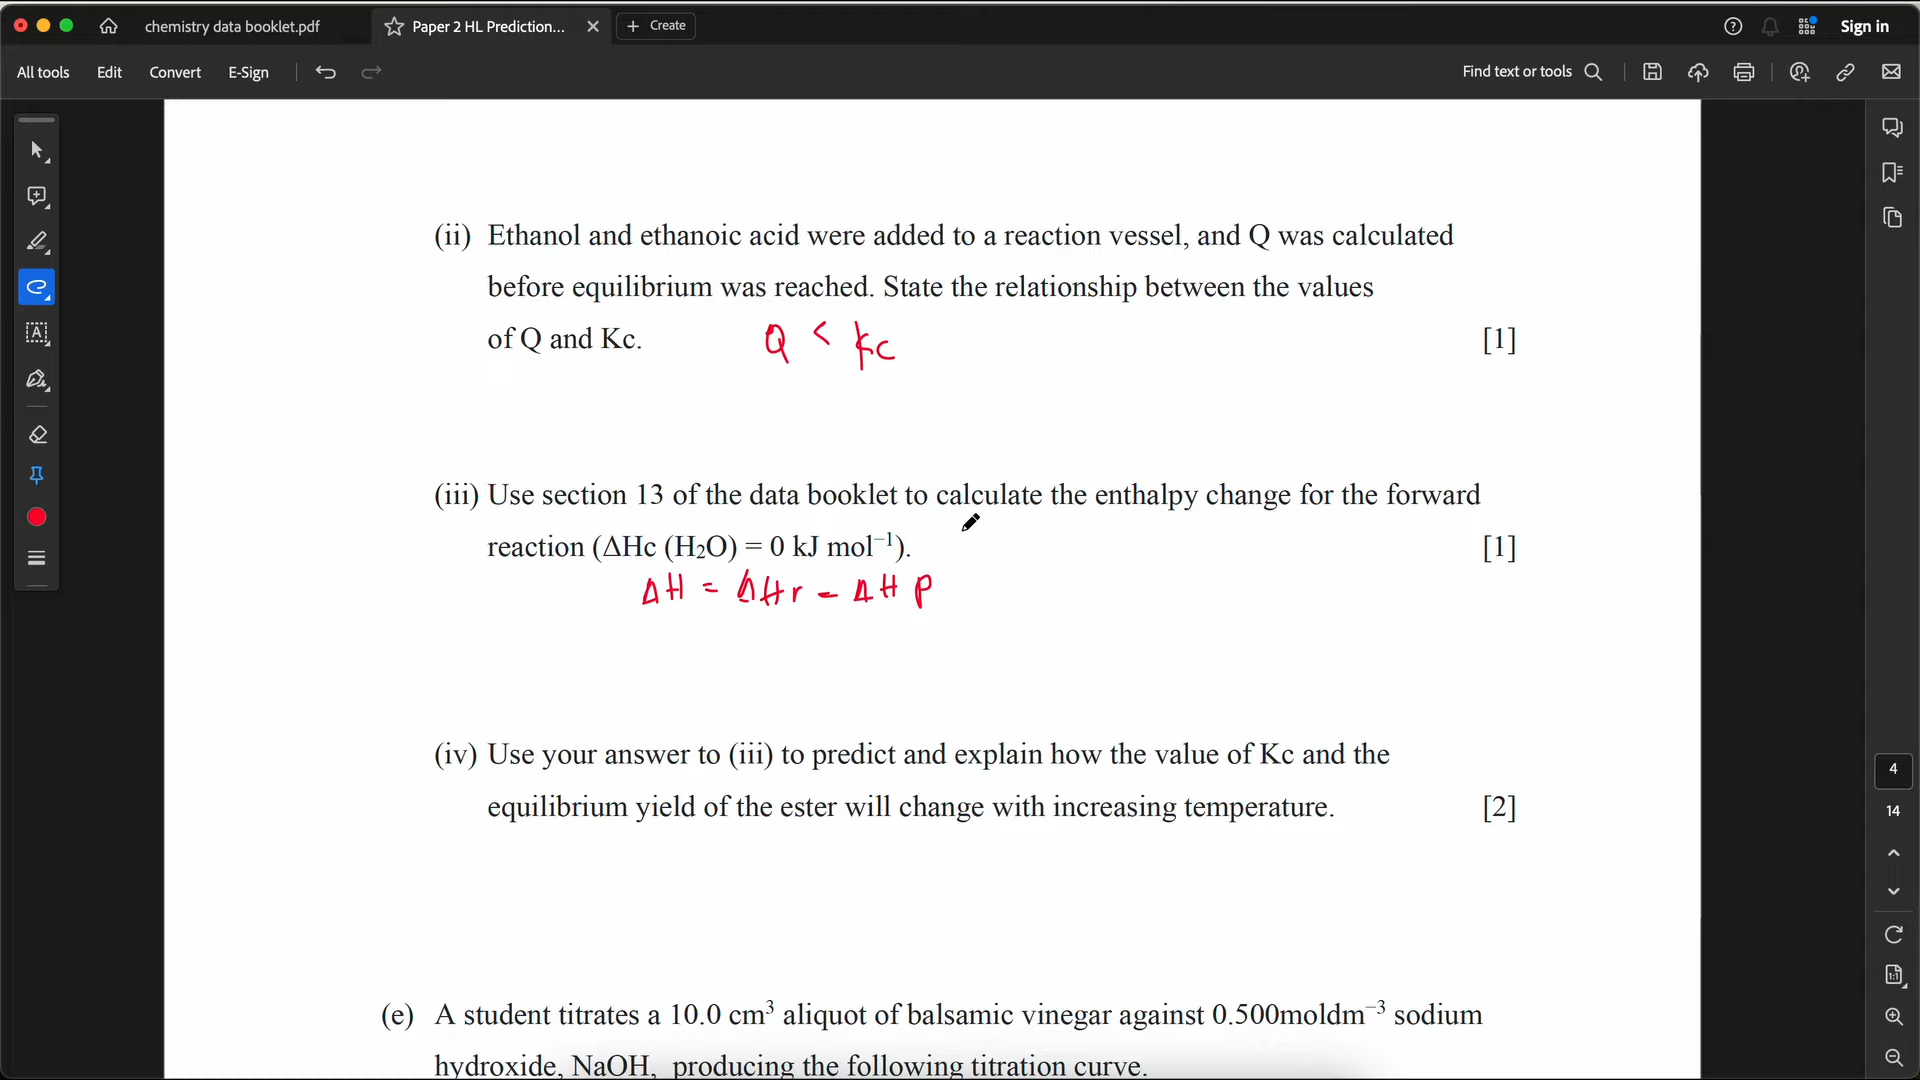 chemistry data booklet.pdf
Paper 2 HL Prediction...
Create
Sign in
All tools
Edit
Convert
E-Sign
Find text or tools
(ii) Ethanol and ethanoic acid were added to a reaction vessel, and Q was calculated
before equilibrium was reached. State the relationship between the values
of Q and Kc. [1]
Q < Kc
(iii) Use section 13 of the data booklet to calculate the enthalpy change for the forward
reaction (ΔHc (H₂O) = 0 kJ mol⁻¹). [1]
ΔH = ΔHr - ΔHp
(iv) Use your answer to (iii) to predict and explain how the value of Kc and the
equilibrium yield of the ester will change with increasing temperature. [2]
(e) A student titrates a 10.0 cm³ aliquot of balsamic vinegar against 0.500moldm⁻³ sodium
hydroxide, NaOH, producing the following titration curve.
4
14